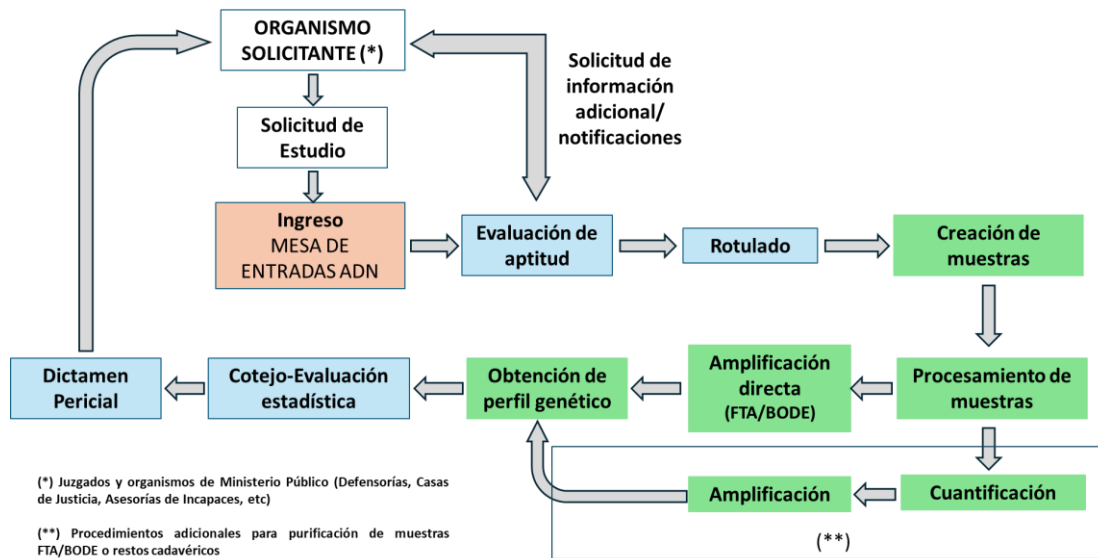 ORGANISMO
SOLICITANTE (*)
Solicitud de
información
adicional/
notificaciones
Solicitud de
Estudio
Ingreso
MESA DE
ENTRADAS ADN
Evaluación de
aptitud
Rotulado
Creación de
muestras
Dictamen
Pericial
Cotejo-Evaluación
estadística
Obtención de
perfil genético
Amplificación
directa
(FTA/BODE)
Procesamiento de
muestras
Amplificación
Cuantificación
(**)
(*) Juzgados y organismos de Ministerio Público (Defensorías, Casas
de Justicia, Asesorías de Incapaces, etc)
(**) Procedimientos adicionales para purificación de muestras
FTA/BODE o restos cadavéricos